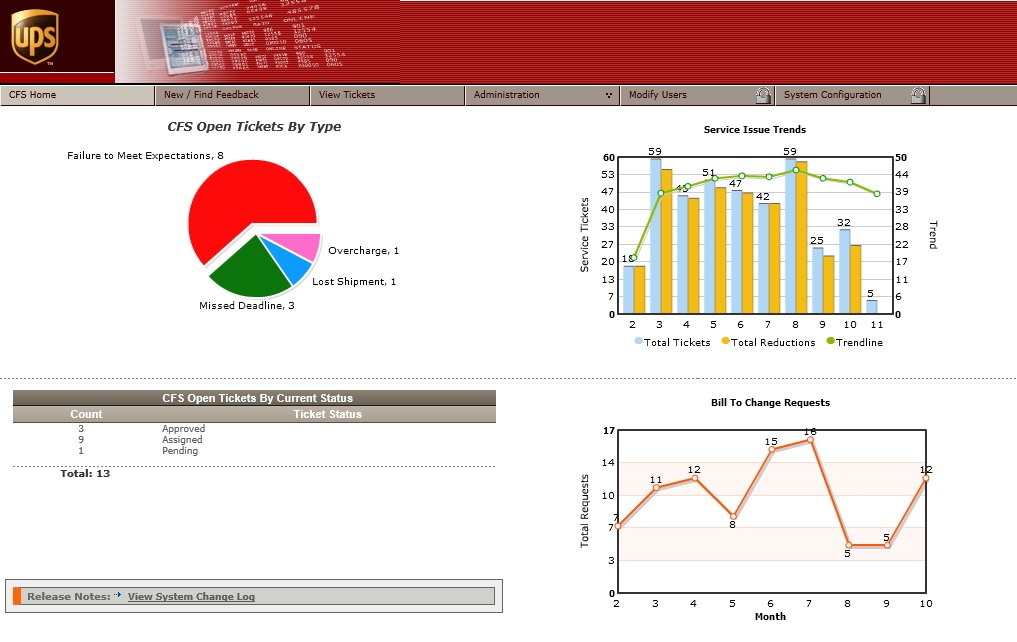 ups
TM
901
12554
090
0605
ONLINE STATUS
CFS Home
New / Find Feedback
View Tickets
Administration
Modify Users
System Configuration
CFS Open Tickets By Type
Failure to Meet Expectations, 8
Overcharge, 1
Lost Shipment, 1
Missed Deadline, 3
Service Issue Trends
Service Tickets
60
53
47
40
33
27
20
13
7
0
18
59
45
51
47
42
59
25
32
5
50
44
39
33
28
22
17
11
6
0
Trend
2 3 4 5 6 7 8 9 10 11
Total Tickets Total Reductions Trendline
CFS Open Tickets By Current Status
Count Ticket Status
3 Approved
9 Assigned
1 Pending
Total: 13
Bill To Change Requests
Total Requests
17
14
10
7
3
0
7
11
12
8
15
16
5
5
12
2 3 4 5 6 7 8 9 10
Month
Release Notes: View System Change Log